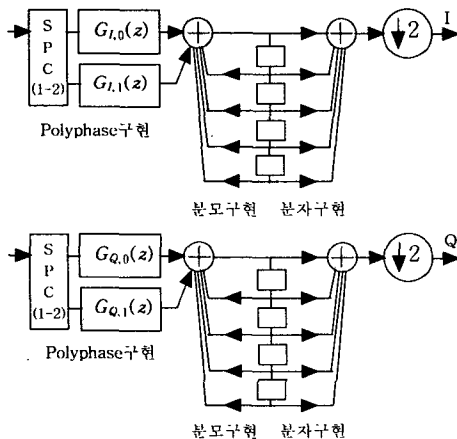 S
P
C
(1-2)
G_{I,0}(z)
G_{I,1}(z)
Polyphase구현
+
+
↓2
I
분모구현 분자구현
S
P
C
(1-2)
G_{Q,0}(z)
G_{Q,1}(z)
Polyphase구현
+
+
↓2
Q
분모구현 분자구현